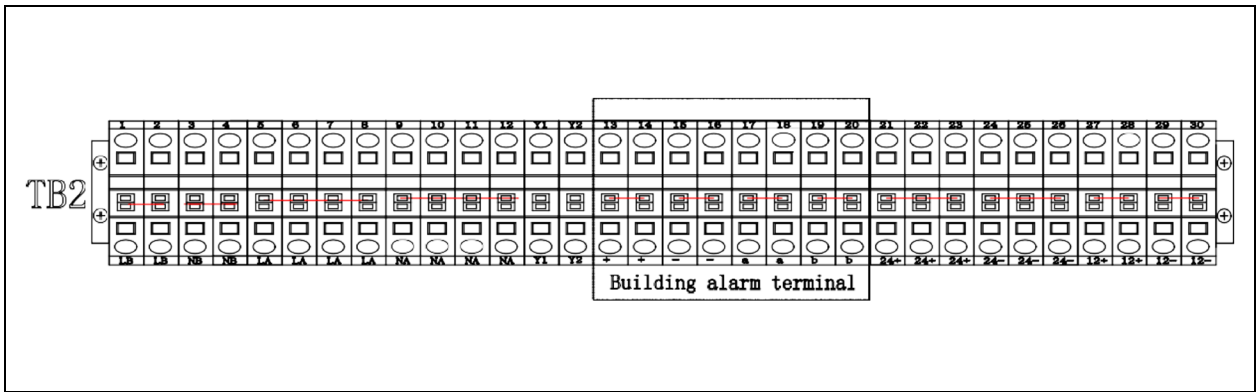 1 2 3 4 5 6 7 8 9 10 11 12 Y1 Y2 13 14 15 16 17 18 19 20 21 22 23 24 25 26 27 28 29 30
TB2
LB LB NB NB LA LA LA LA NA NA NA NA Y1 Y2 + + - - a a b b 24+ 24+ 24+ 24- 24- 24- 12+ 12+ 12- 12-
Building alarm terminal